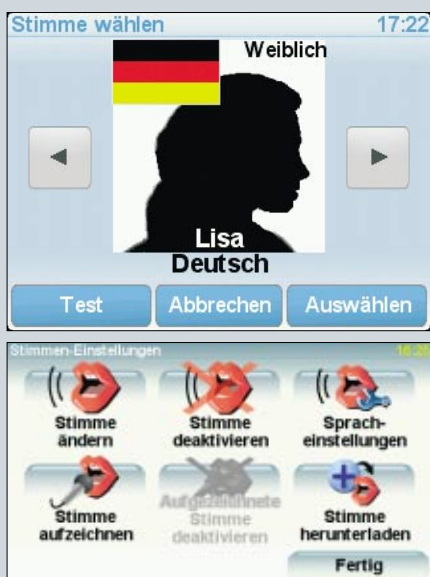 Stimme wählen 17:22
Weiblich
Lisa
Deutsch
Test Abbrechen Auswählen
Stimmen-Einstellungen 16:25
Stimme Stimme Sprach-
ändern deaktivieren einstellungen
Aufgezeichnete
Stimme Stimme Stimme
aufzeichnen deaktivieren herunterladen
Fertig